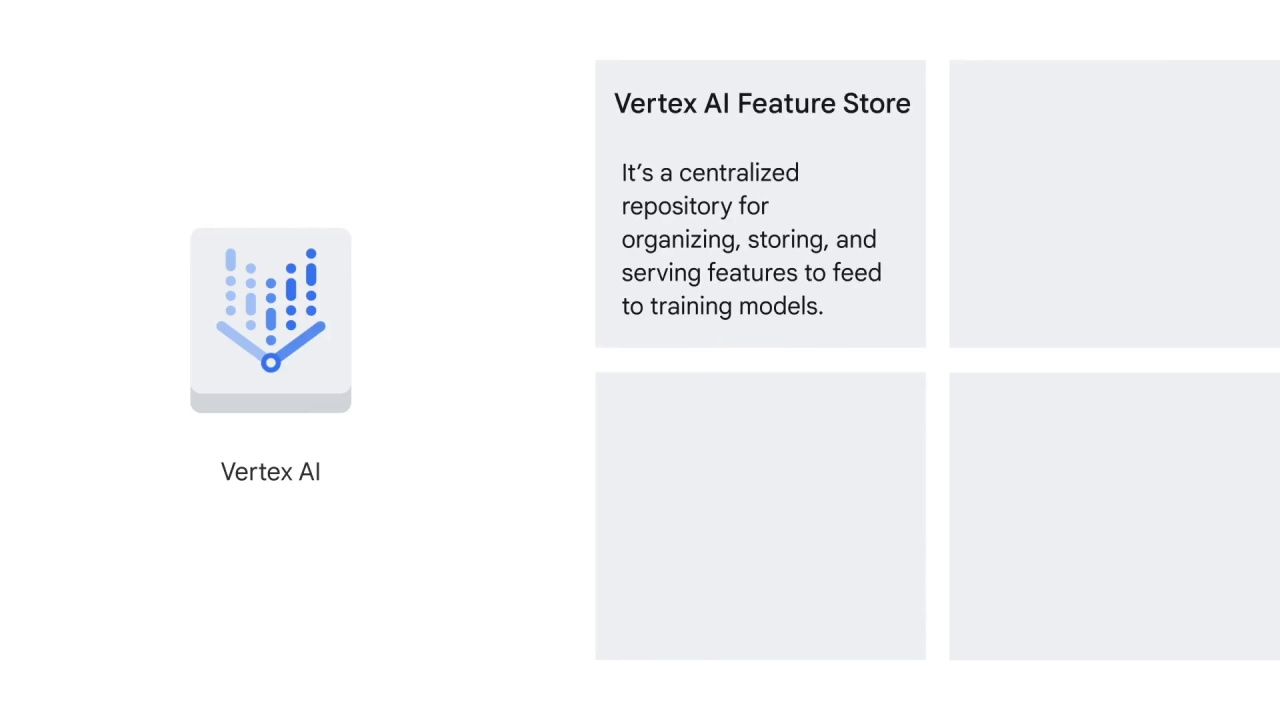 Vertex AI Feature Store
It’s a centralized
repository for
organizing, storing, and
serving features to feed
to training models.
Vertex AI